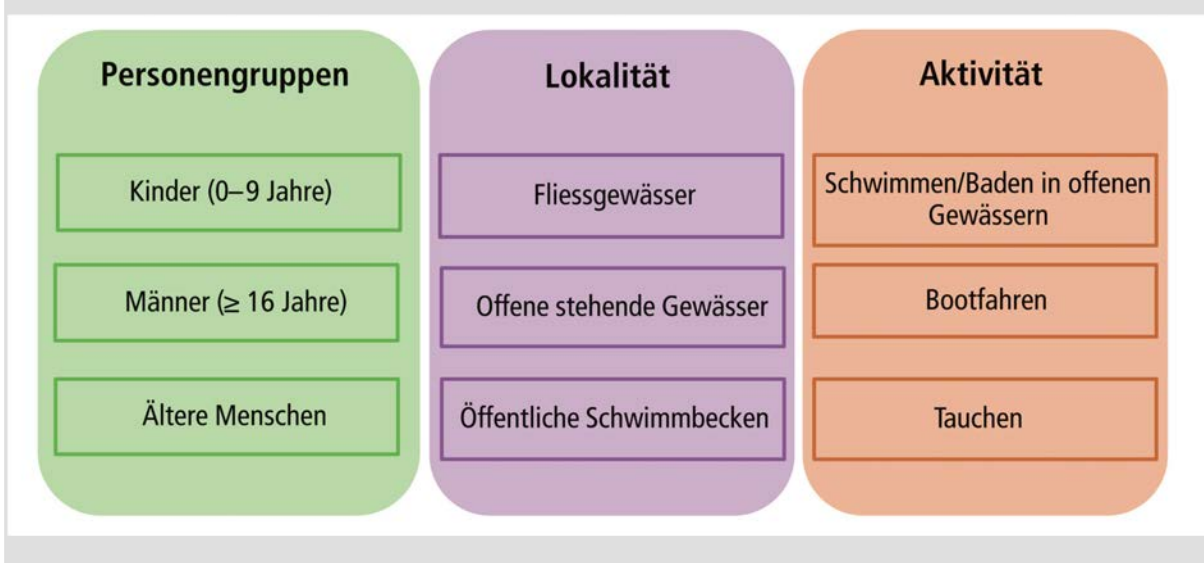 Personengruppen
Kinder (0–9 Jahre)
Männer (≥ 16 Jahre)
Ältere Menschen
Lokalität
Fliessgewässer
Offene stehende Gewässer
Öffentliche Schwimmbecken
Aktivität
Schwimmen/Baden in offenen
Gewässern
Bootfahren
Tauchen